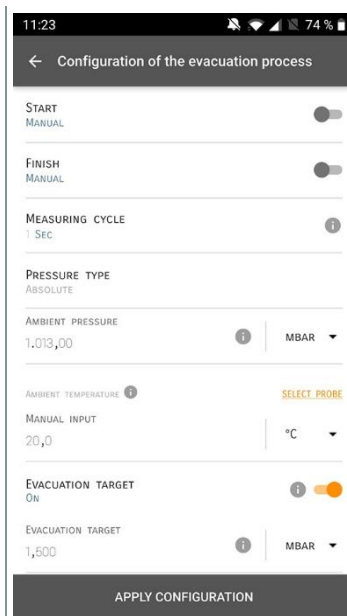 11:23
74 %
Configuration of the evacuation process
START
MANUAL
FINISH
MANUAL
MEASURING CYCLE
1 SEC
PRESSURE TYPE
ABSOLUTE
AMBIENT PRESSURE
1.013,00
MBAR
AMBIENT TEMPERATURE
SELECT PROBE
MANUAL INPUT
20,0
°C
EVACUATION TARGET
ON
EVACUATION TARGET
1,500
MBAR
APPLY CONFIGURATION